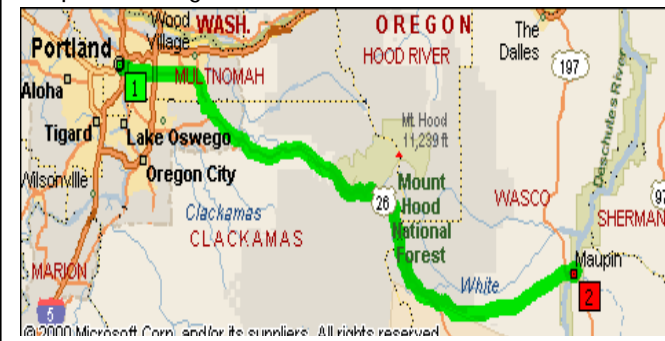 Wood
Village
WASH.
OREGON
The
Dalles
Portland
HOOD RIVER
197
MULTNOMAH
1
Aloha
Mt. Hood
11,239 ft
Deschutes River
Tigard
Lake Oswego
Oregon City
Wilsonville
Mount
Hood
National
Forest
26
WASCO
97
SHERMAN
Clackamas
CLACKAMAS
MARION
White
Maupin
2
5
© 2000 Microsoft Corp. and/or its suppliers. All rights reserved.